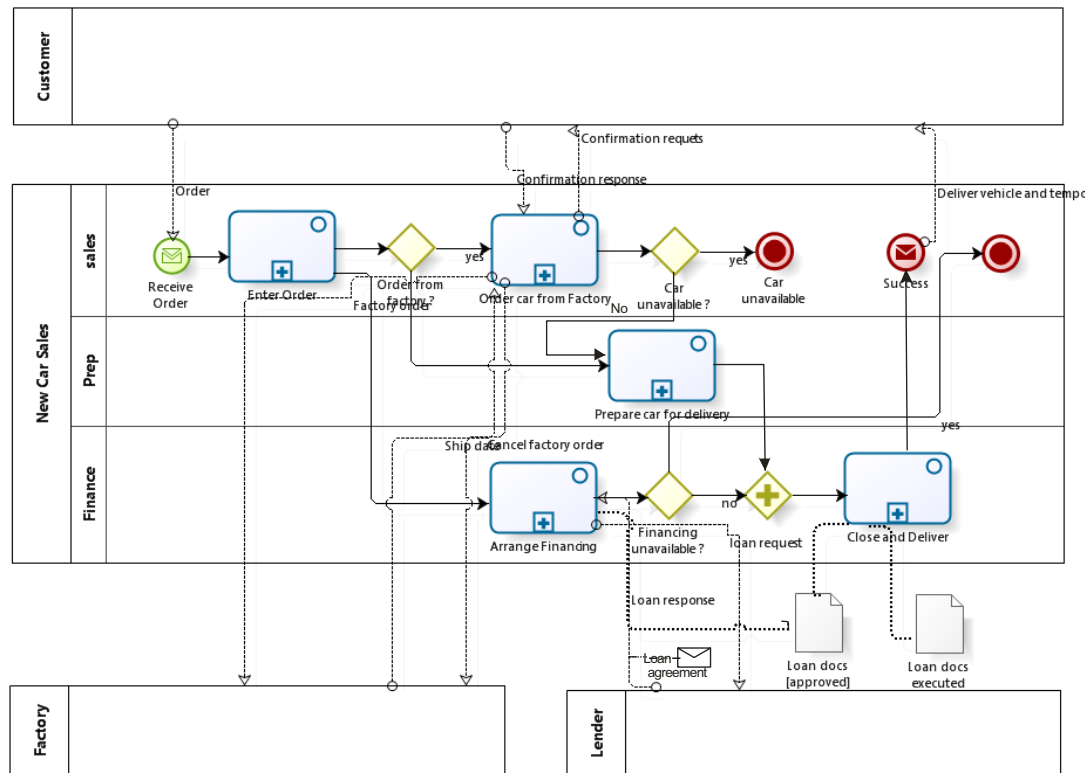 Customer
Confirmation requets
Confirmation response
Order
Deliver vehicle and tempo
New Car Sales
sales
Receive
Order
Enter Order
Order from
factory ?
yes
Order car from Factory
Car
unavailable ?
yes
Car
unavailable
Success
Factory order
No
Prep
Prepare car for delivery
yes
Ship date
Cancel factory order
Finance
Arrange Financing
Financing
unavailable ?
no
loan request
Close and Deliver
Loan response
Loan
agreement
Loan docs
[approved]
Loan docs
executed
Factory
Lender